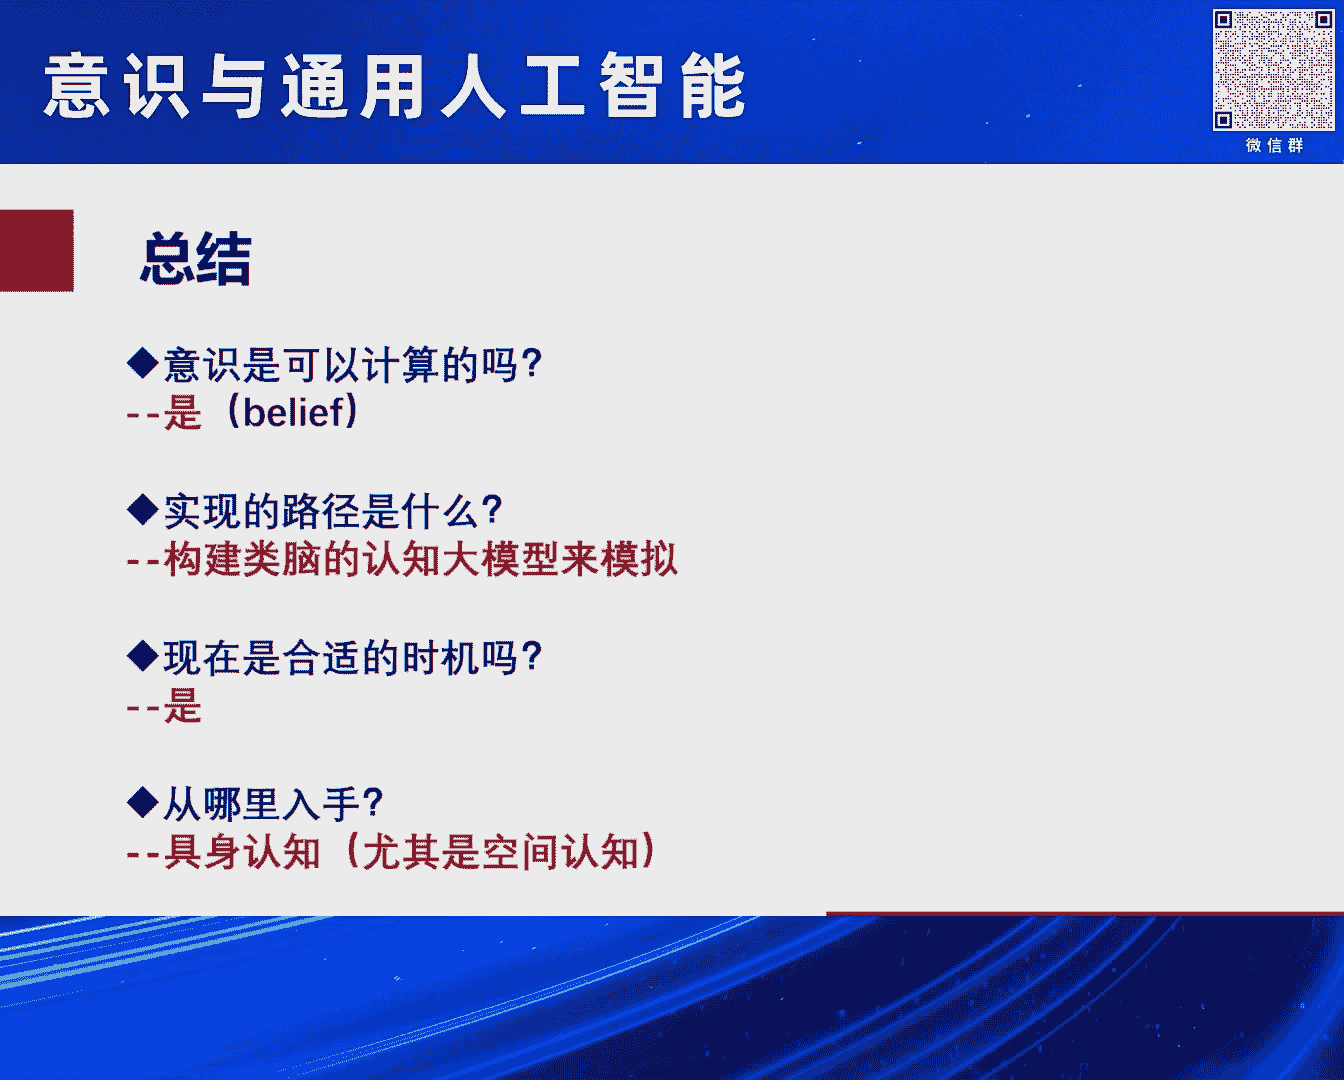 意识与通用人工智能
微信群
总结
◆意识是可以计算的吗？
--是（belief）
◆实现的路径是什么？
--构建类脑的认知大模型来模拟
◆现在是合适的时机吗？
--是
◆从哪里入手？
--具身认知（尤其是空间认知）